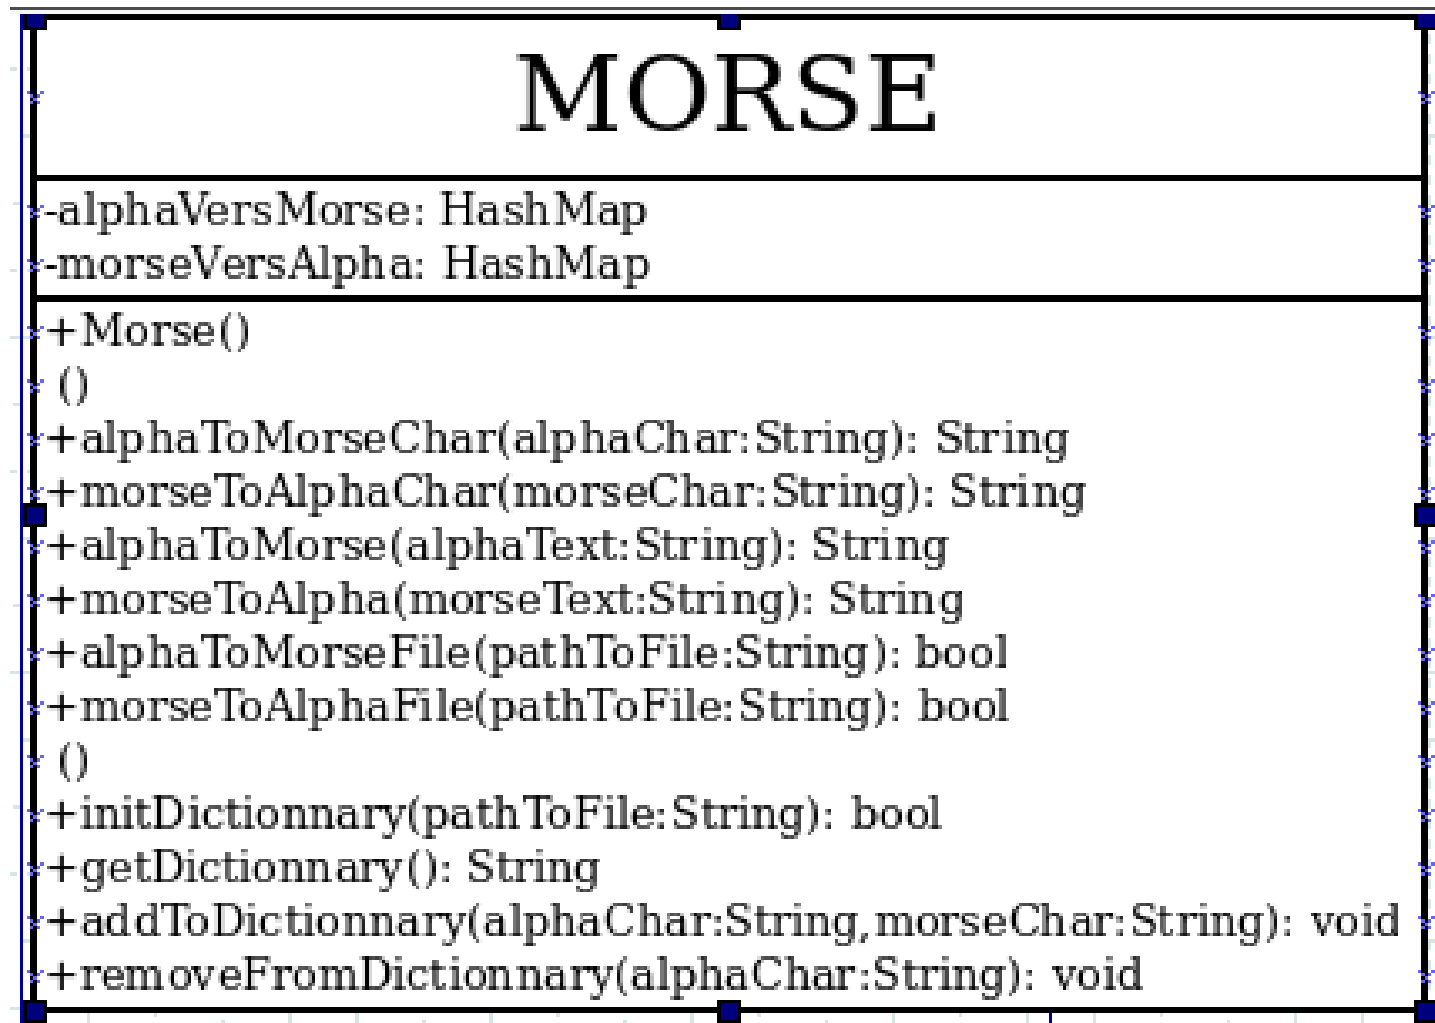 MORSE
-alphaVersMorse: HashMap
-morseVersAlpha: HashMap
+Morse()
()
+alphaToMorseChar(alphaChar:String): String
+morseToAlphaChar(morseChar:String): String
+alphaToMorse(alphaText:String): String
+morseToAlpha(morseText:String): String
+alphaToMorseFile(pathToFile:String): bool
+morseToAlphaFile(pathToFile:String): bool
()
+initDictionnary(pathToFile:String): bool
+getDictionnary(): String
+addToDictionnary(alphaChar:String,morseChar:String): void
+removeFromDictionnary(alphaChar:String): void